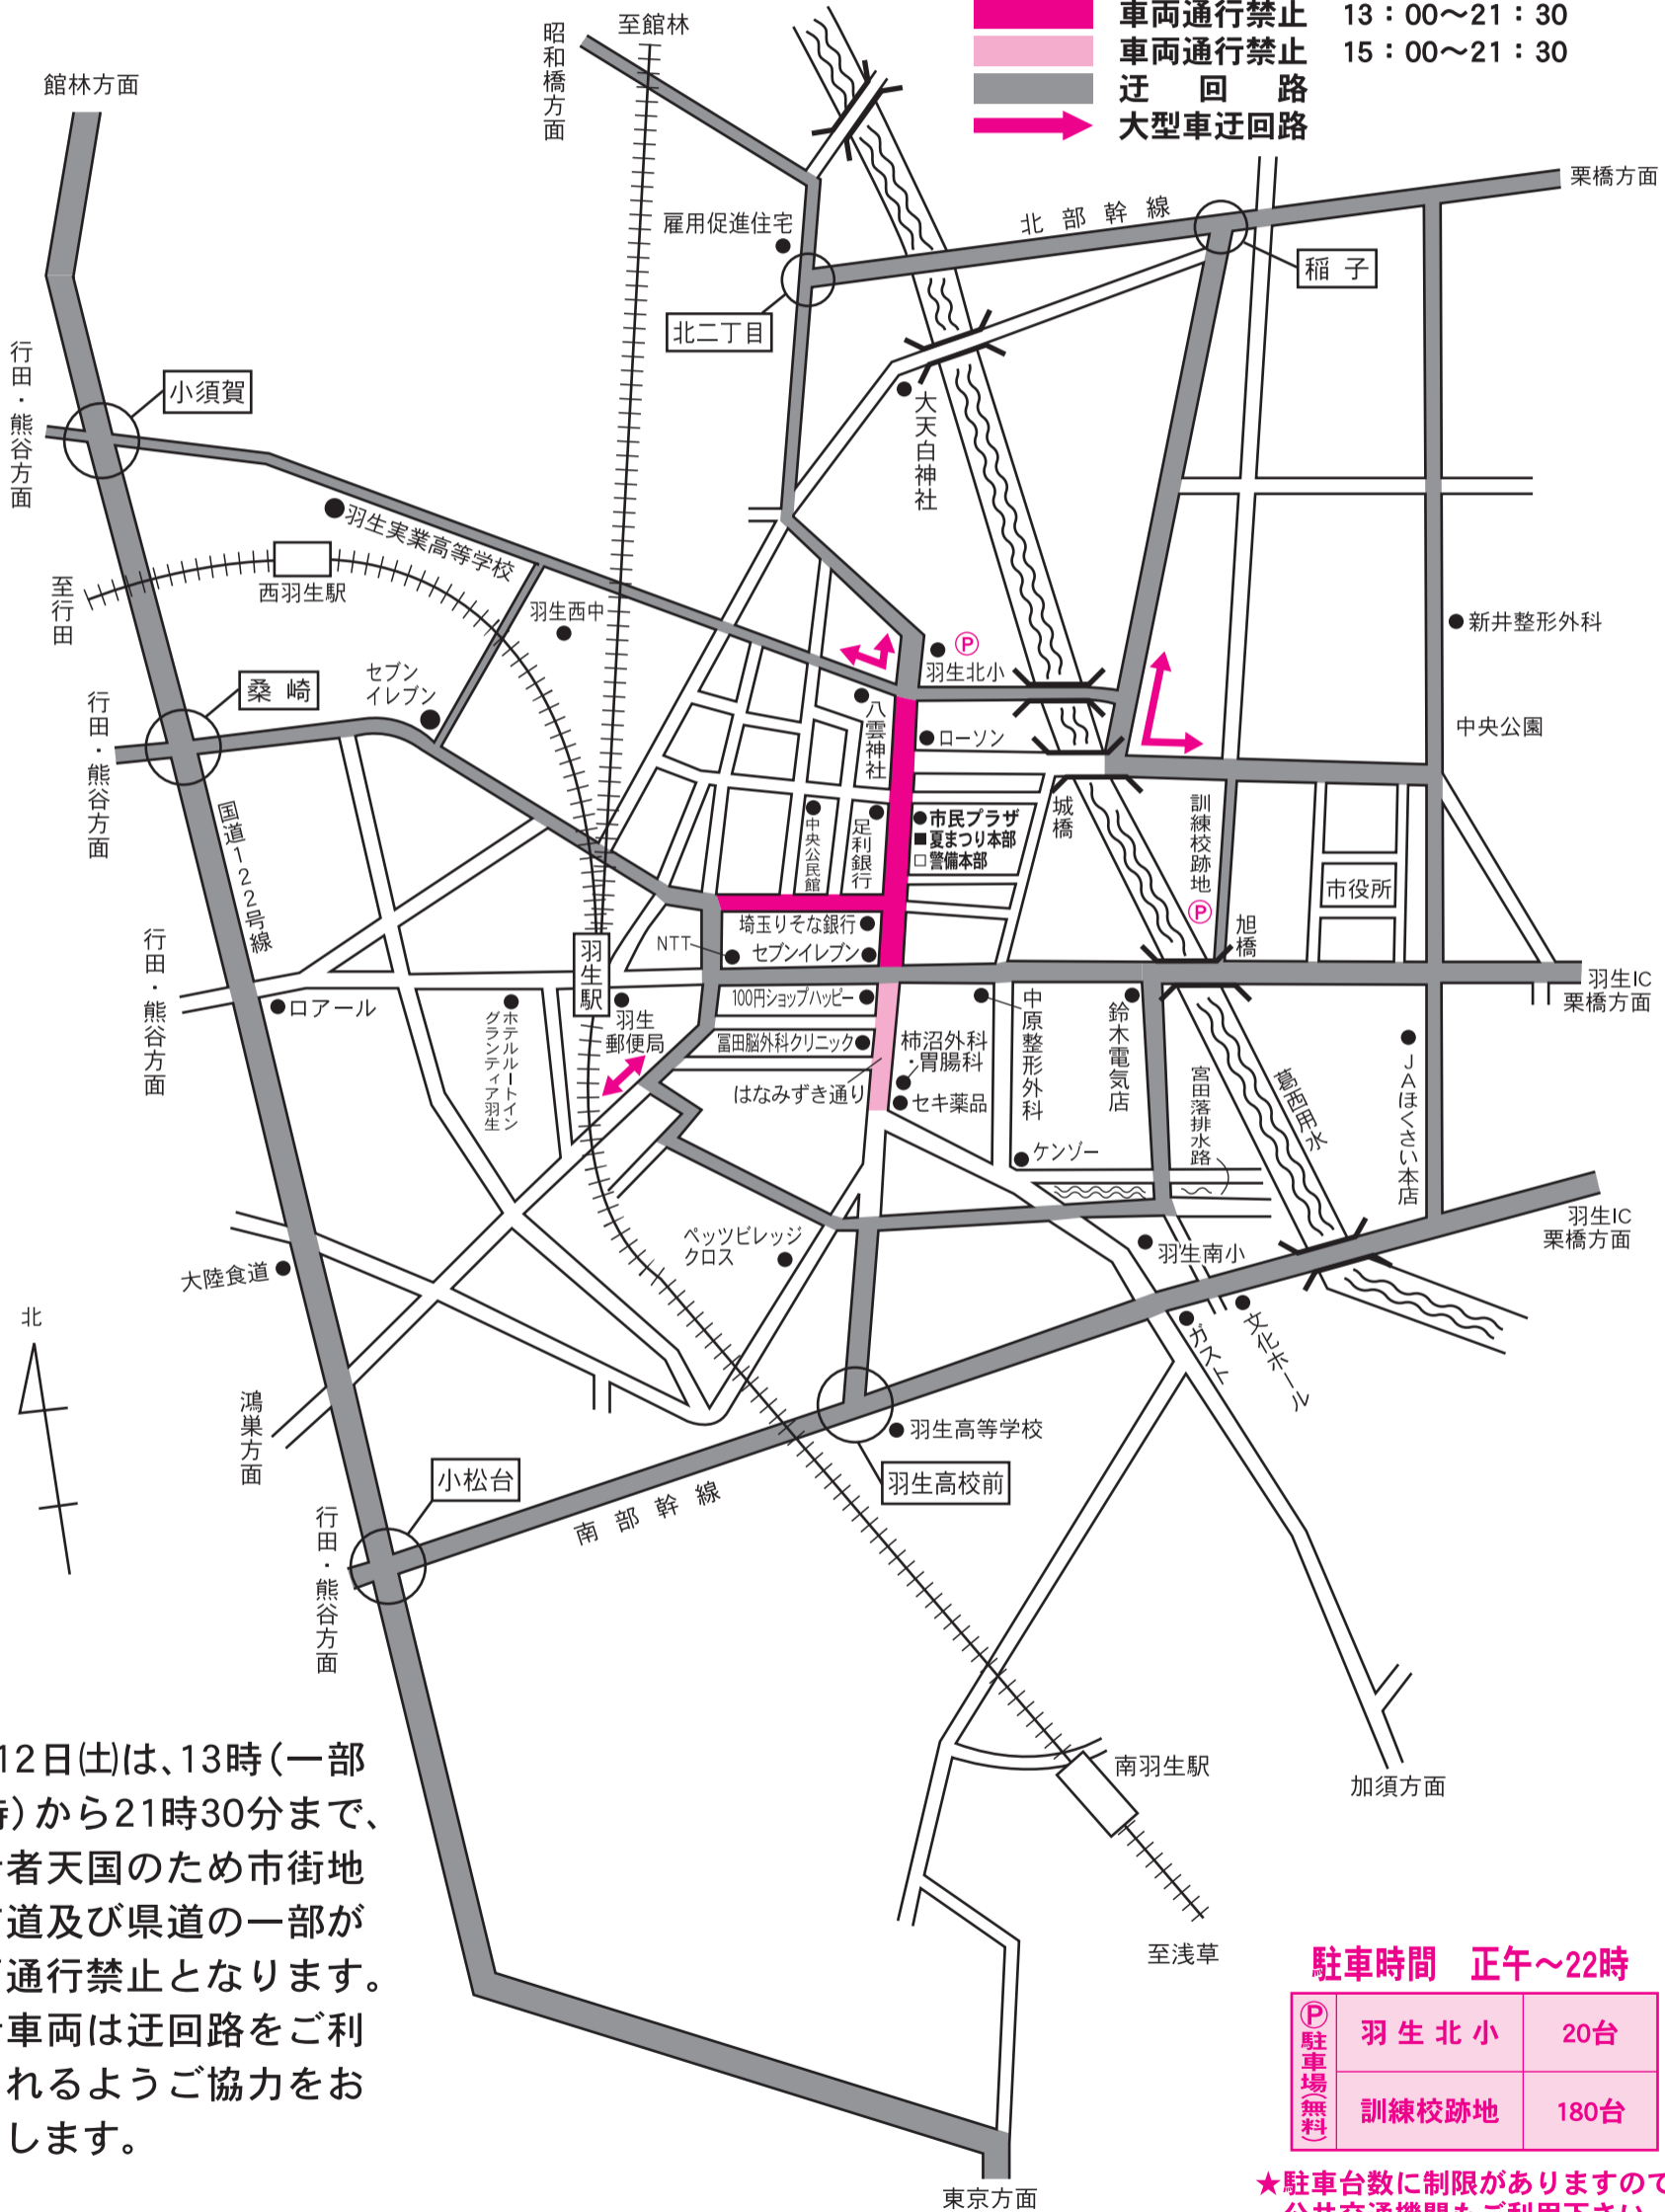 車両通行禁止 13：00〜21：30
車両通行禁止 15：00〜21：30
迂回路
大型車迂回路
至館林
昭和橋方面
館林方面
栗橋方面
北部幹線
雇用促進住宅
稲子
北二丁目
行田・熊谷方面
小須賀
大天白神社
羽生実業高等学校
至行田
西羽生駅
羽生西中
新井整形外科
Ⓟ
羽生北小
セブン
イレブン
桑崎
行田・熊谷方面
八雲神社
ローソン
中央公園
国道122号線
中央公民館
足利銀行
●市民プラザ
■夏まつり本部
□警備本部
城橋
訓練校跡地
Ⓟ
市役所
旭橋
埼玉りそな銀行
NTT
セブンイレブン
行田・熊谷方面
羽生駅
羽生IC
栗橋方面
ロアール
ホテルルートイン
グランティア羽生
羽生
郵便局
100円ショップハッピー
冨田脳外科クリニック
はなみずき通り
柿沼外科
・胃腸科
セキ薬品
中原整形外科
鈴木電気店
宮田落排水路
葛西用水
JAほくさい本店
ケンゾー
ペッツビレッジ
クロス
羽生南小
羽生IC
栗橋方面
大陸食道
文化ホール
ガスト
北
鴻巣方面
羽生高等学校
小松台
羽生高校前
南部幹線
行田・熊谷方面
南羽生駅
加須方面
至浅草
東京方面
12日(土)は、13時（一部
時）から21時30分まで、
者天国のため市街地
道及び県道の一部が
通行禁止となります。
車両は迂回路をご利
れるようご協力をお
します。
駐車時間 正午〜22時
Ⓟ駐車場(無料)
羽生北小 20台
訓練校跡地 180台
★駐車台数に制限がありますので
公共交通機関もご利用下さい